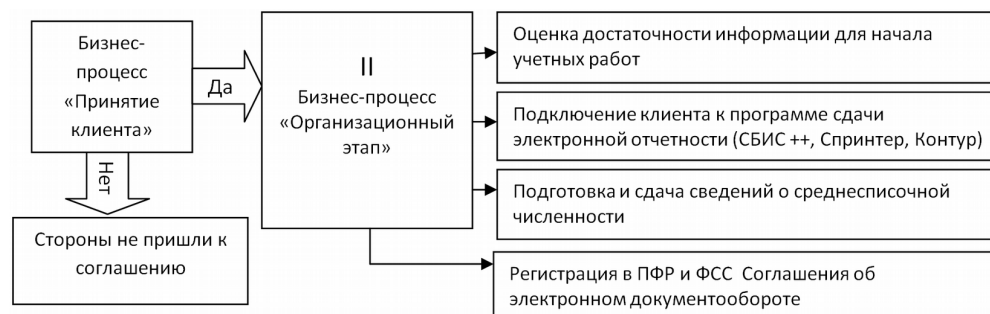 Бизнес-
процесс
«Принятие
клиента»
Да
Нет
Стороны не пришли к
соглашению
II
Бизнес-процесс
«Организационный
этап»
Оценка достаточности информации для начала
учетных работ
Подключение клиента к программе сдачи
электронной отчетности (СБИС ++, Спринтер, Контур)
Подготовка и сдача сведений о среднесписочной
численности
Регистрация в ПФР и ФСС  Соглашения об
электронном документообороте